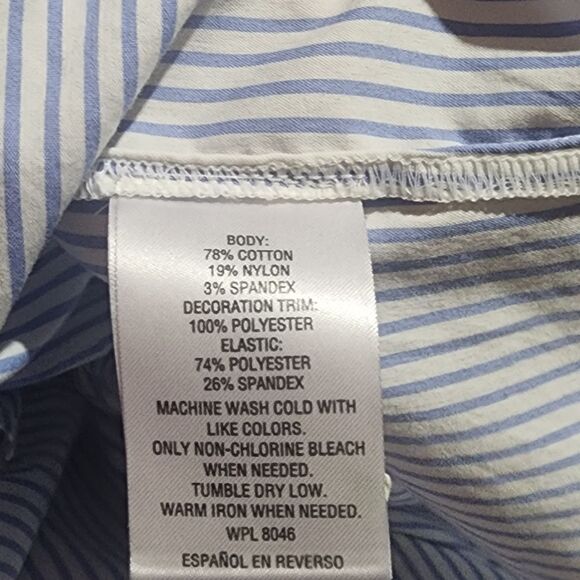 BODY:
78% COTTON
19% NYLON
3% SPANDEX
DECORATION TRIM:
100% POLYESTER
ELASTIC:
74% POLYESTER
26% SPANDEX
MACHINE WASH COLD WITH
LIKE COLORS.
ONLY NON-CHLORINE BLEACH
WHEN NEEDED.
TUMBLE DRY LOW.
WARM IRON WHEN NEEDED.
WPL 8046
ESPAÑOL EN REVERSO